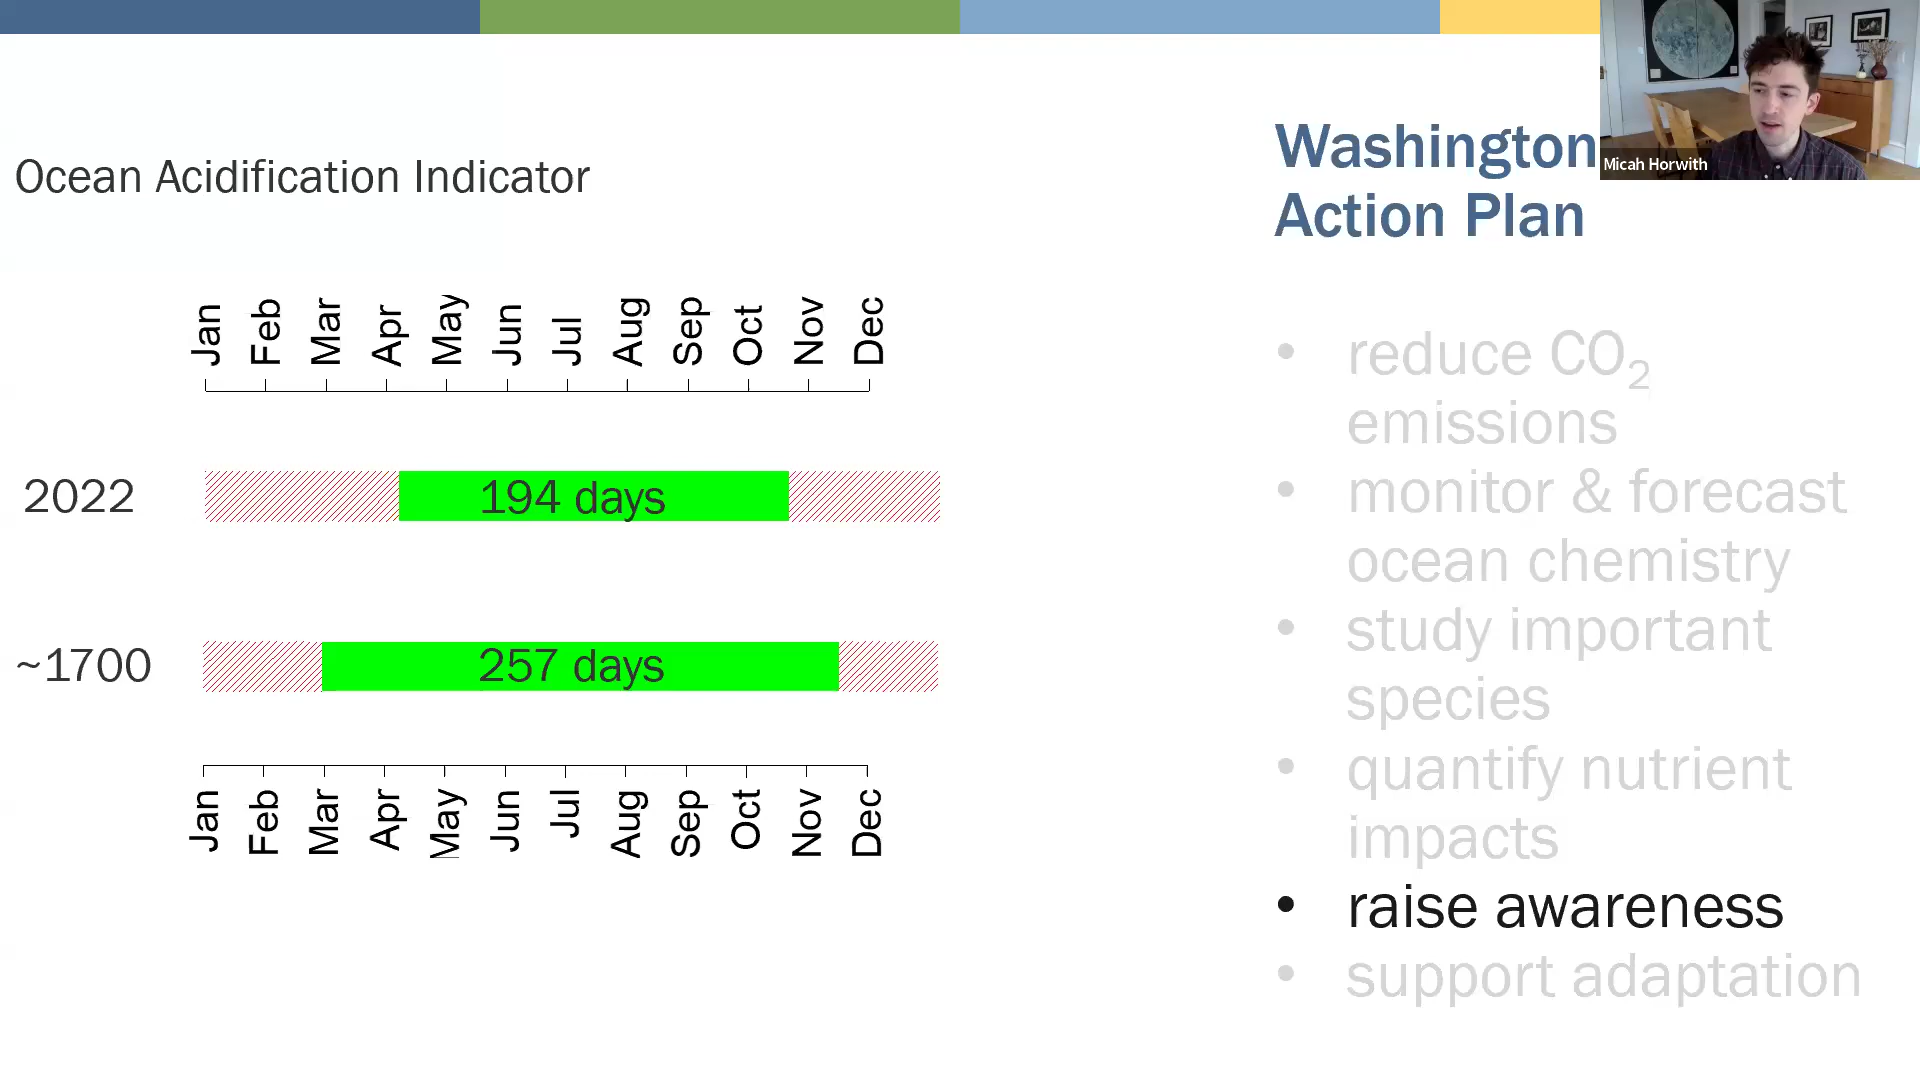 Ocean Acidification Indicator
Jan Feb Mar Apr May Jun Jul Aug Sep Oct Nov Dec
2022 194 days
~1700 257 days
Jan Feb Mar Apr May Jun Jul Aug Sep Oct Nov Dec
Washington
Action Plan
• reduce CO₂
emissions
• monitor & forecast
ocean chemistry
• study important
species
• quantify nutrient
impacts
• raise awareness
• support adaptation
Micah Horwith